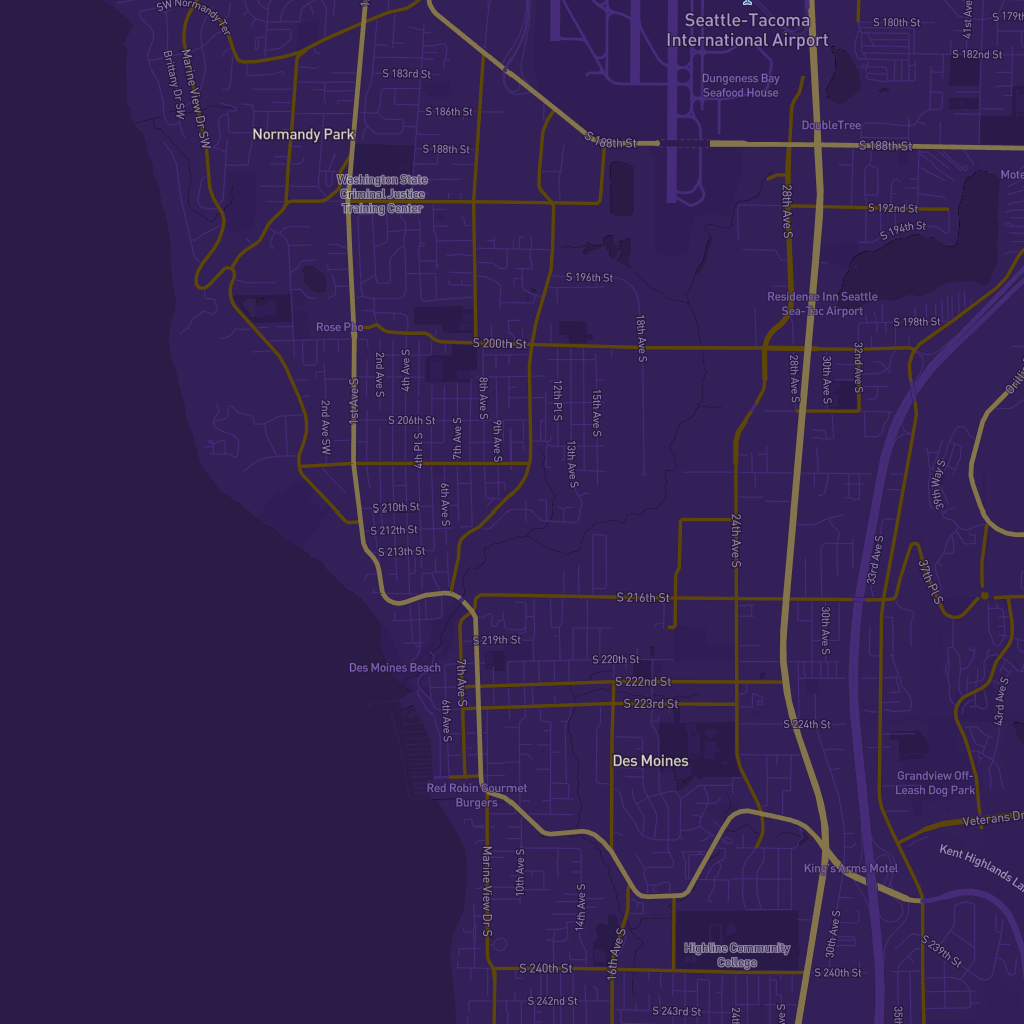 SW Normandy Ter
41st Ave
S 179th
S 180th St
Seattle-Tacoma
International Airport
S 182nd St
S 183rd St
Marine View Dr SW
Brittany Dr SW
Dungeness Bay
Seafood House
S 186th St
DoubleTree
Normandy Park
S 188th St
S 188th St
S 188th St
Washington State
Criminal Justice
Training Center
Mote
28th Ave S
S 192nd St
S 194th St
S 196th St
Residence Inn Seattle
Sea-Tac Airport
Rose Pho
18th Ave S
S 198th St
S 200th St
2nd Ave S
4th Ave S
28th Ave S
30th Ave S
32nd Ave S
1st Ave S
8th Ave S
12th Pl S
15th Ave S
2nd Ave SW
S 206th St
4th Pl S
7th Ave S
9th Ave S
13th Ave S
39th Way S
6th Ave S
S 210th St
S 212th St
24th Ave S
S 213th St
33rd Ave S
37th Pl S
S 216th St
30th Ave S
S 219th St
S 220th St
Des Moines Beach
7th Ave S
S 222nd St
6th Ave S
S 223rd St
43rd Ave S
S 224th St
Des Moines
Grandview Off-
Leash Dog Park
Red Robin Gourmet
Burgers
Veterans Dr
Marine View Dr S
10th Ave S
King's Arms Motel
Kent Highlands La
14th Ave S
16th Ave S
30th Ave S
Highline Community
College
S 239th St
S 240th St
S 240th St
S 242nd St
S 243rd St
24t
35t